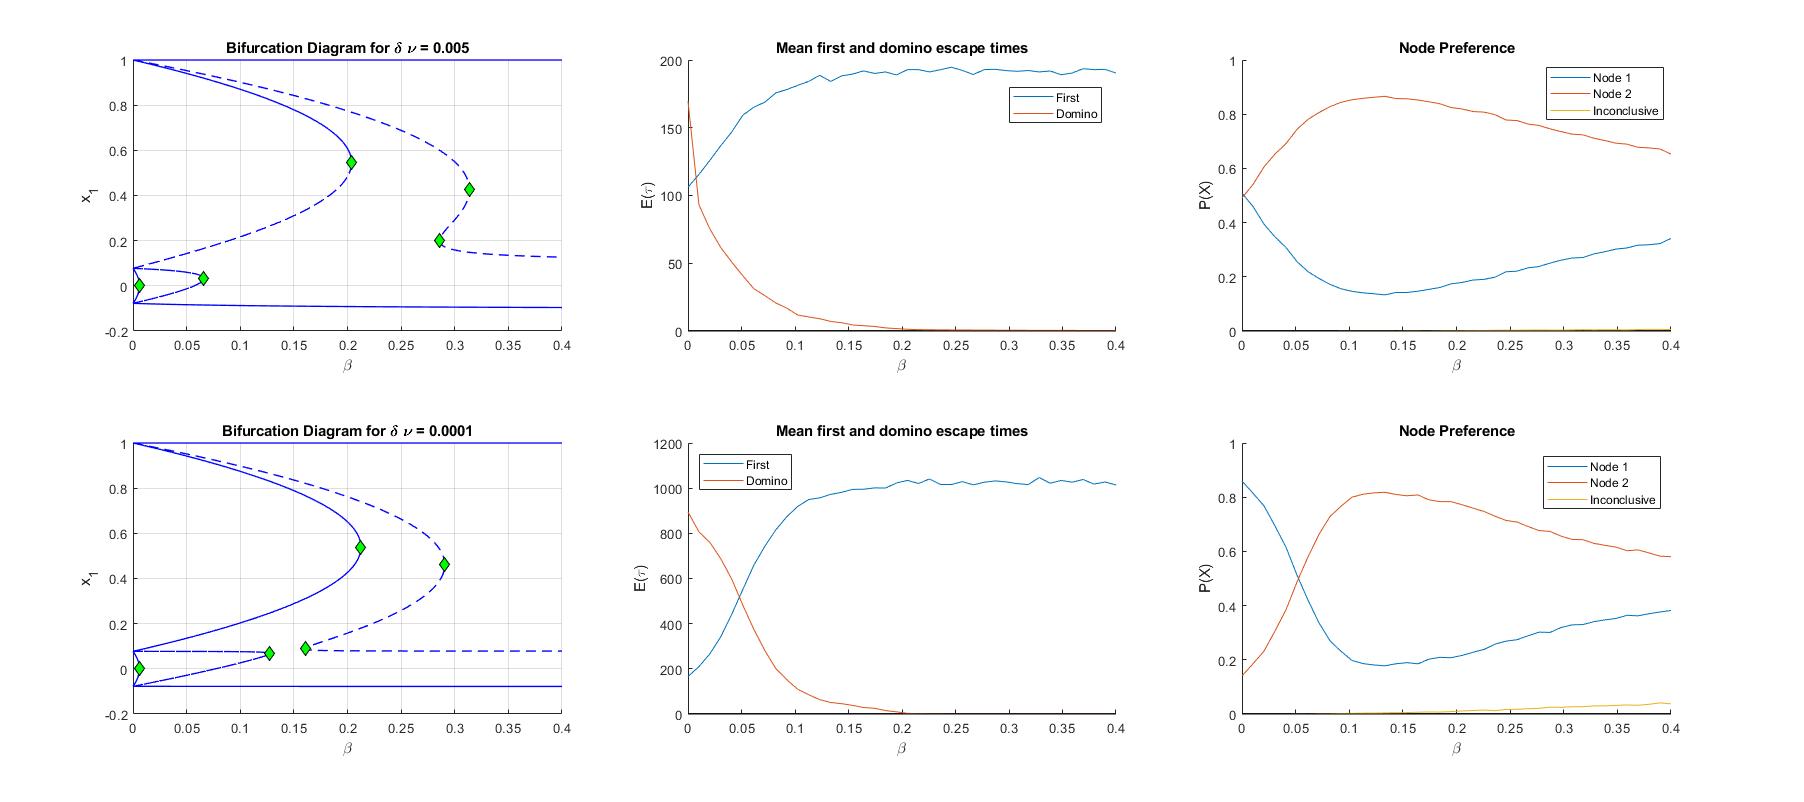 Bifurcation Diagram for δ ν = 0.005
1
0.8
0.6
0.4
0.2
0
-0.2
x1
0 0.05 0.1 0.15 0.2 0.25 0.3 0.35 0.4
β
Mean first and domino escape times
200
150
100
50
0
E(τ)
First
Domino
0 0.05 0.1 0.15 0.2 0.25 0.3 0.35 0.4
β
Node Preference
1
0.8
0.6
0.4
0.2
0
P(X)
Node 1
Node 2
Inconclusive
0 0.05 0.1 0.15 0.2 0.25 0.3 0.35 0.4
β
Bifurcation Diagram for δ ν = 0.0001
1
0.8
0.6
0.4
0.2
0
-0.2
x1
0 0.05 0.1 0.15 0.2 0.25 0.3 0.35 0.4
β
Mean first and domino escape times
1200
1000
800
600
400
200
0
E(τ)
First
Domino
0 0.05 0.1 0.15 0.2 0.25 0.3 0.35 0.4
β
Node Preference
1
0.8
0.6
0.4
0.2
0
P(X)
Node 1
Node 2
Inconclusive
0 0.05 0.1 0.15 0.2 0.25 0.3 0.35 0.4
β